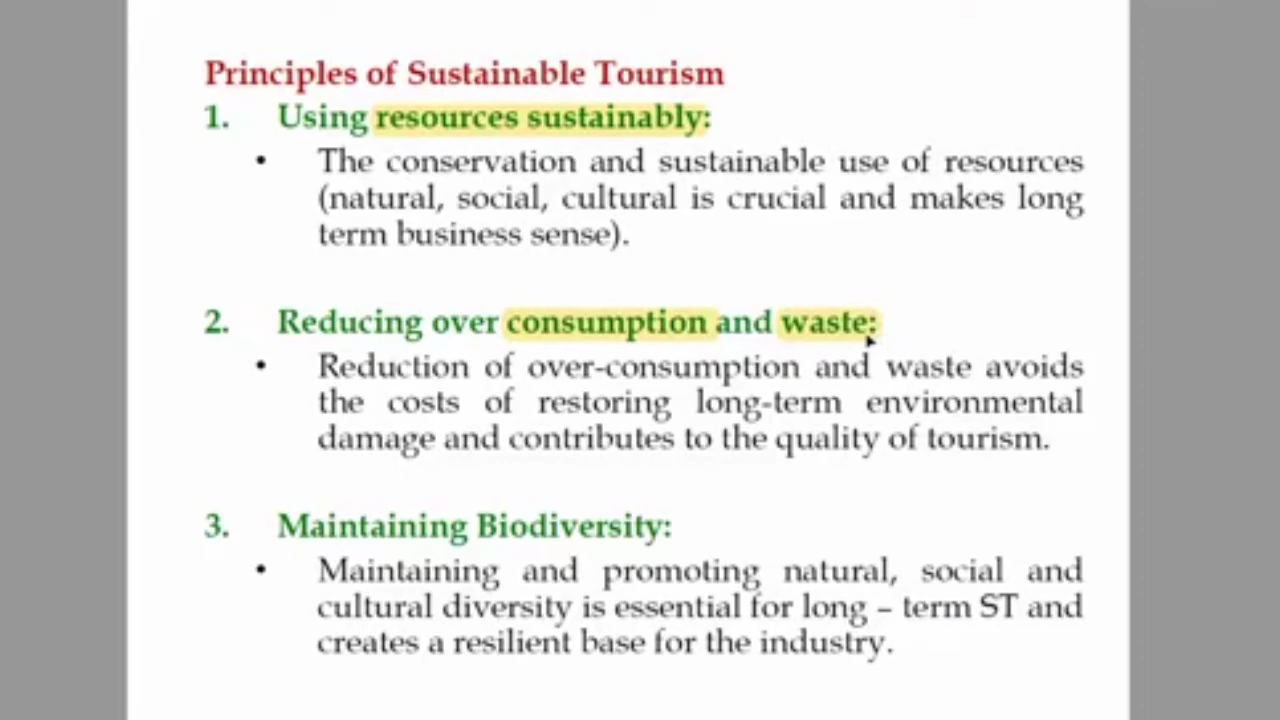 Principles of Sustainable Tourism
1. Using resources sustainably:
• The conservation and sustainable use of resources
(natural, social, cultural is crucial and makes long
term business sense).
2. Reducing over consumption and waste:
• Reduction of over-consumption and waste avoids
the costs of restoring long-term environmental
damage and contributes to the quality of tourism.
3. Maintaining Biodiversity:
• Maintaining and promoting natural, social and
cultural diversity is essential for long – term ST and
creates a resilient base for the industry.